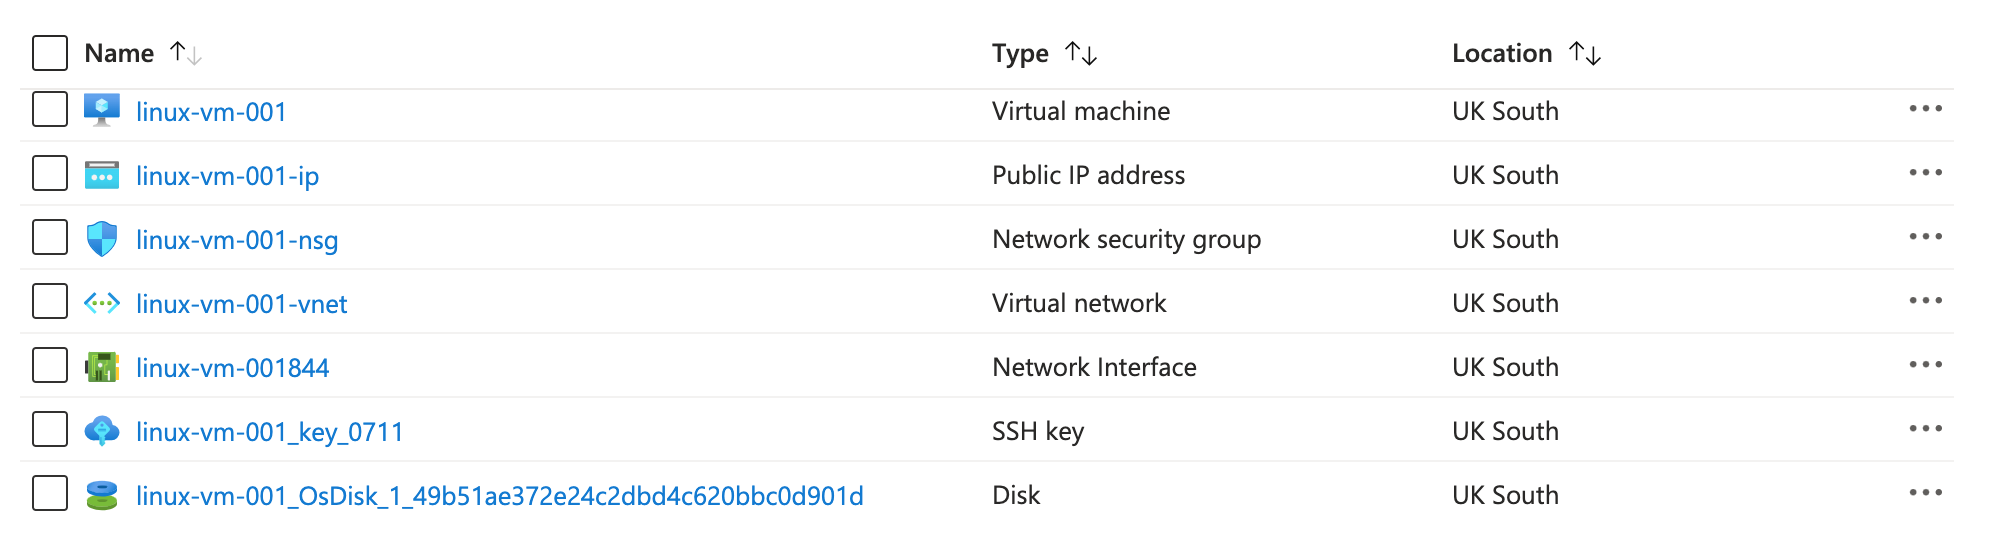 Name Type Location
linux-vm-001 Virtual machine UK South
linux-vm-001-ip Public IP address UK South
linux-vm-001-nsg Network security group UK South
linux-vm-001-vnet Virtual network UK South
linux-vm-001844 Network Interface UK South
linux-vm-001_key_0711 SSH key UK South
linux-vm-001_OsDisk_1_49b51ae372e24c2dbd4c620bbc0d901d Disk UK South